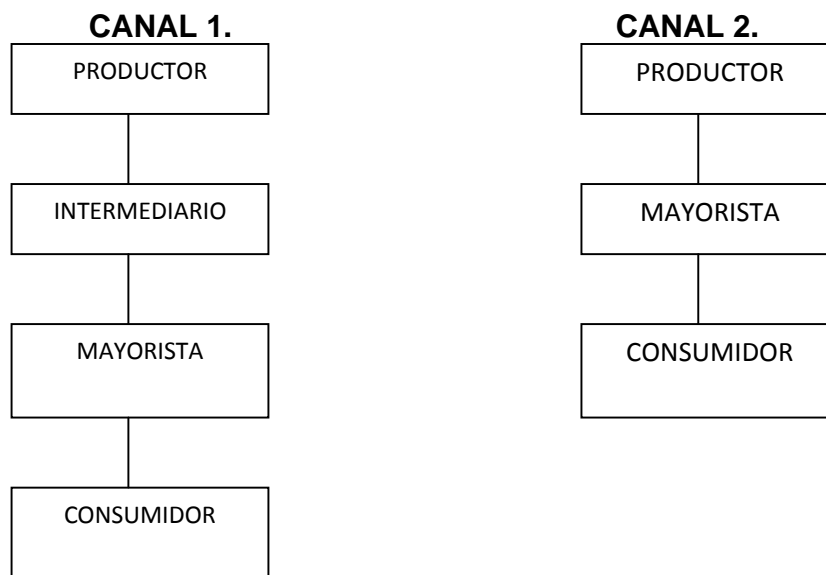 CANAL 1.
PRODUCTOR
INTERMEDIARIO
MAYORISTA
CONSUMIDOR
CANAL 2.
PRODUCTOR
MAYORISTA
CONSUMIDOR